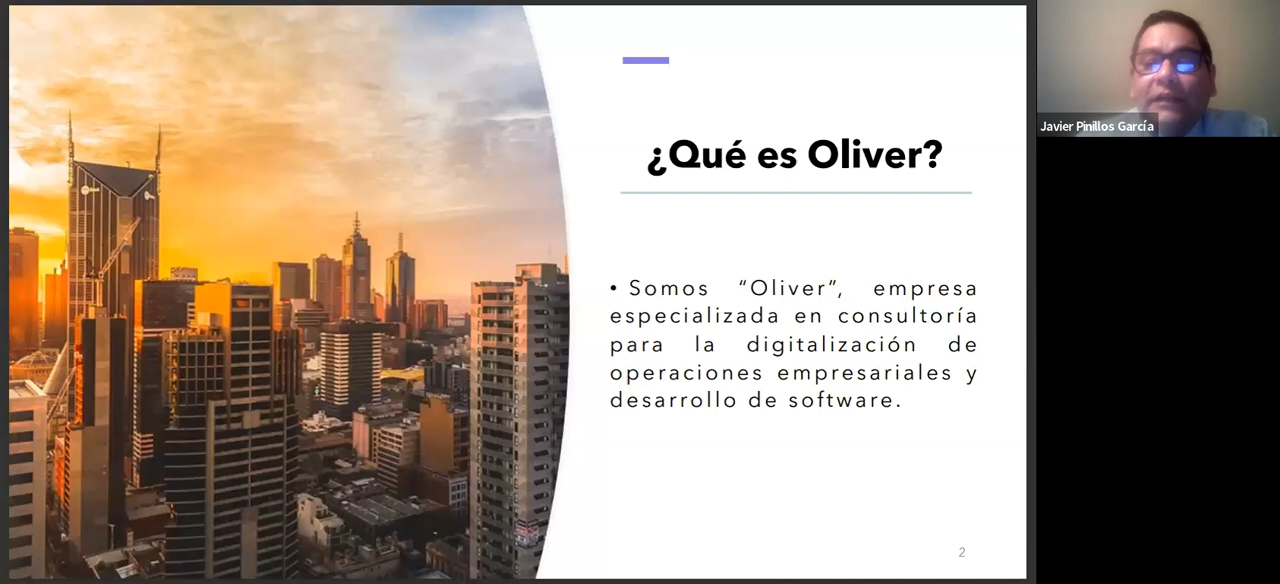 ¿Qué es Oliver?
• Somos “Oliver”, empresa
especializada en consultoría
para la digitalización de
operaciones empresariales y
desarrollo de software.
2
Javier Pinillos García